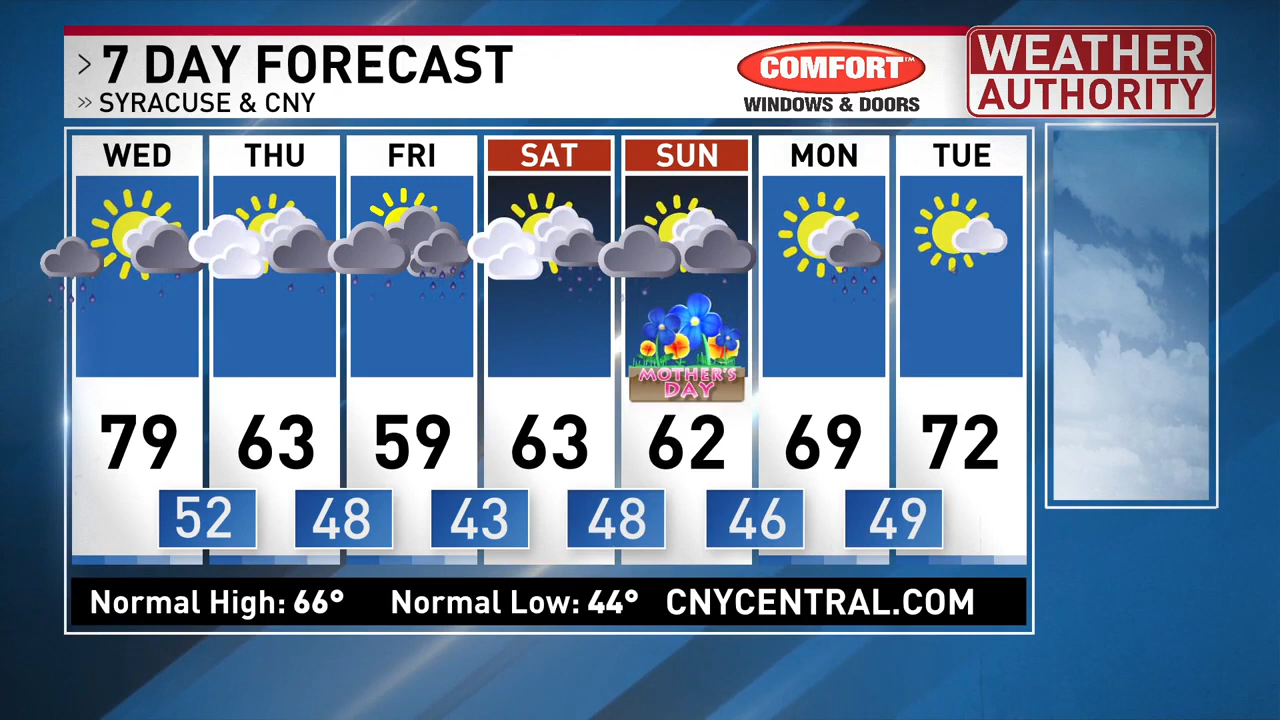 > 7 DAY FORECAST
» SYRACUSE & CNY
COMFORT™
WINDOWS & DOORS
WEATHER
AUTHORITY
WED THU FRI SAT SUN MON TUE
MOTHER'S
DAY
79 63 59 63 62 69 72
52 48 43 48 46 49
Normal High: 66° Normal Low: 44° CNYCENTRAL.COM